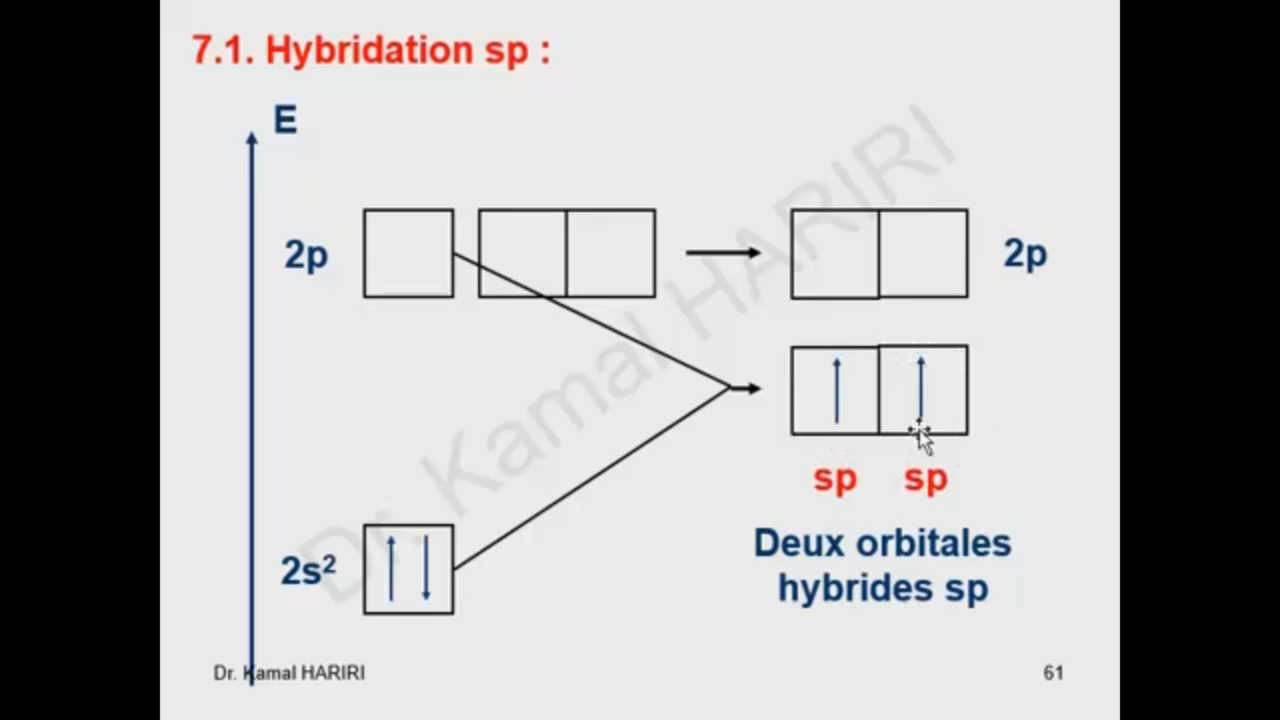 7.1. Hybridation sp :
E
2p
2p
sp sp
2s²
Deux orbitales
hybrides sp
Dr. Kamal HARIRI
Dr. Kamal HARIRI
61